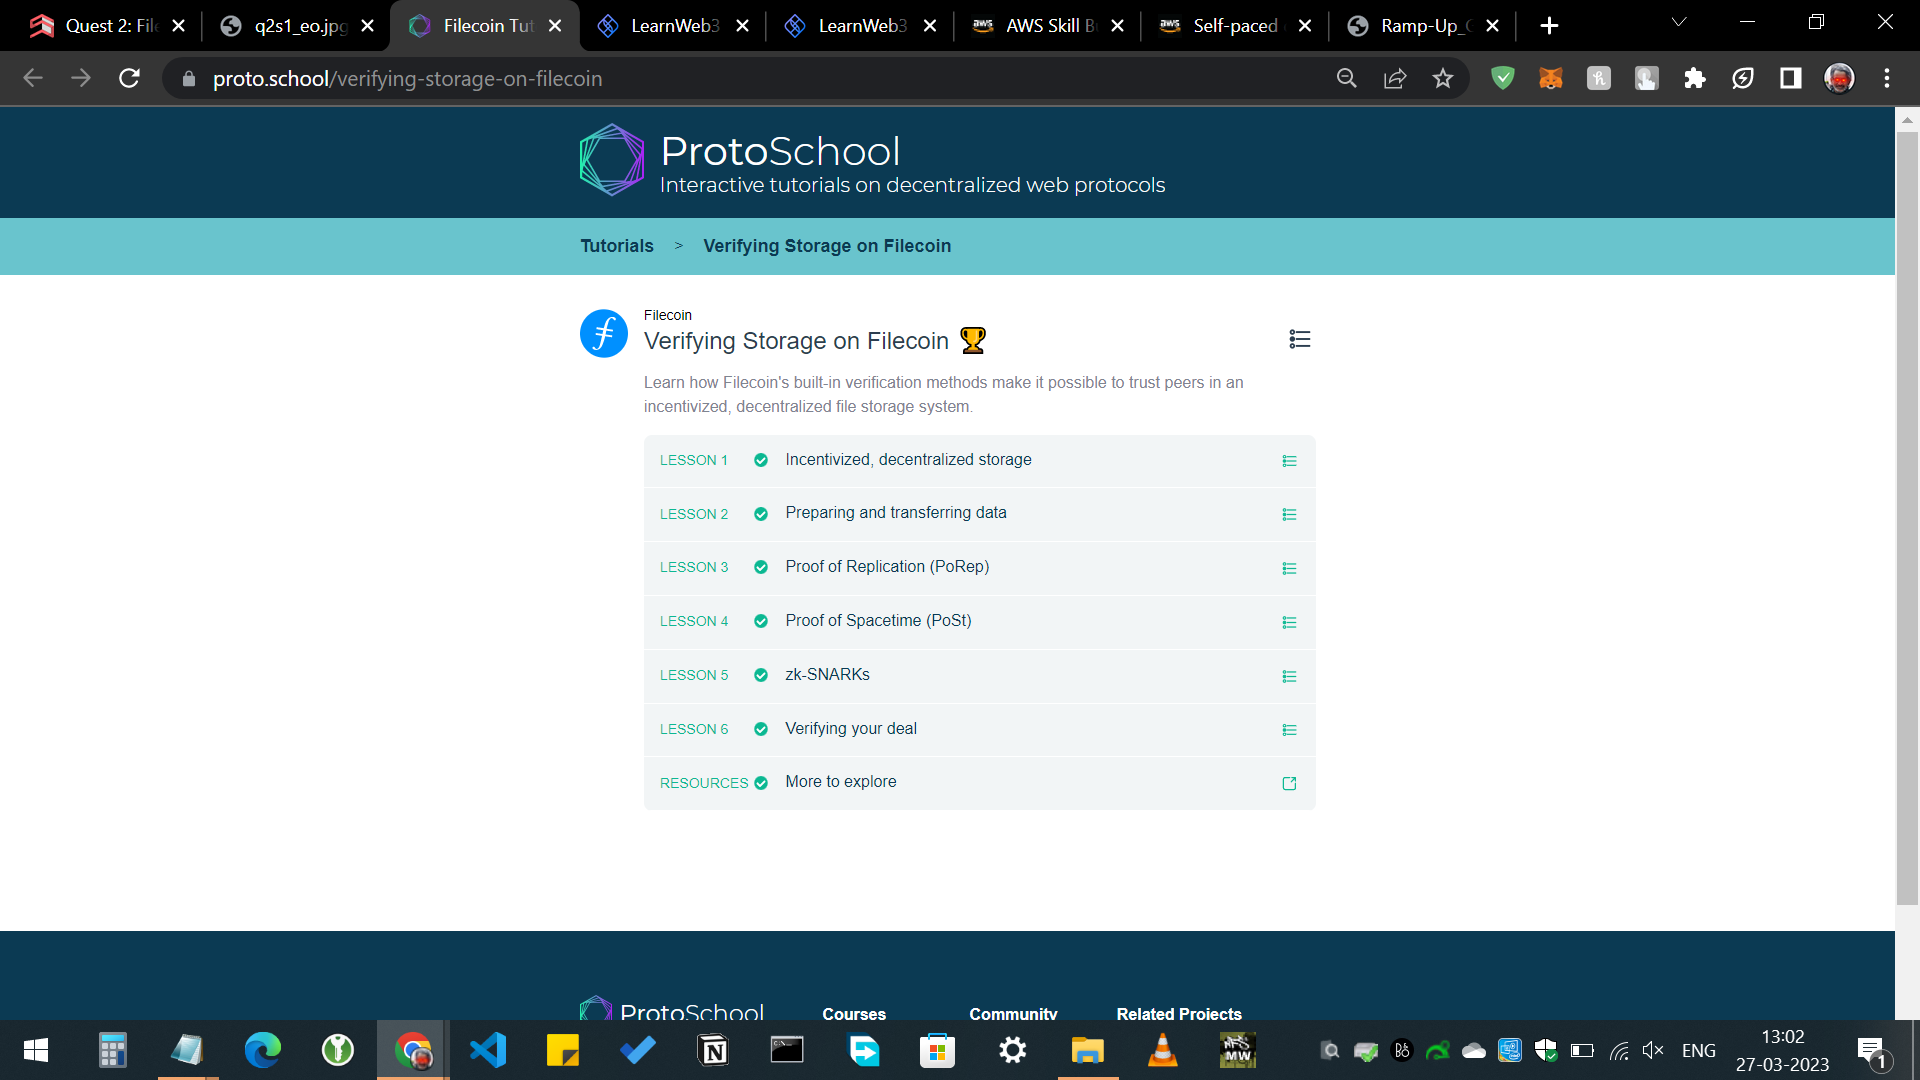 Quest 2: File
q2s1_eo.jpg
Filecoin Tut
LearnWeb3
LearnWeb3
aws
AWS Skill B
aws
Self-paced
Ramp-Up_
proto.school/verifying-storage-on-filecoin
ProtoSchool
Interactive tutorials on decentralized web protocols
Tutorials > Verifying Storage on Filecoin
Filecoin
Verifying Storage on Filecoin
Learn how Filecoin's built-in verification methods make it possible to trust peers in an
incentivized, decentralized file storage system.
LESSON 1 Incentivized, decentralized storage
LESSON 2 Preparing and transferring data
LESSON 3 Proof of Replication (PoRep)
LESSON 4 Proof of Spacetime (PoSt)
LESSON 5 zk-SNARKs
LESSON 6 Verifying your deal
RESOURCES More to explore
ProtoSchool
Courses
Community
Related Projects
MW
ENG
13:02
27-03-2023
1